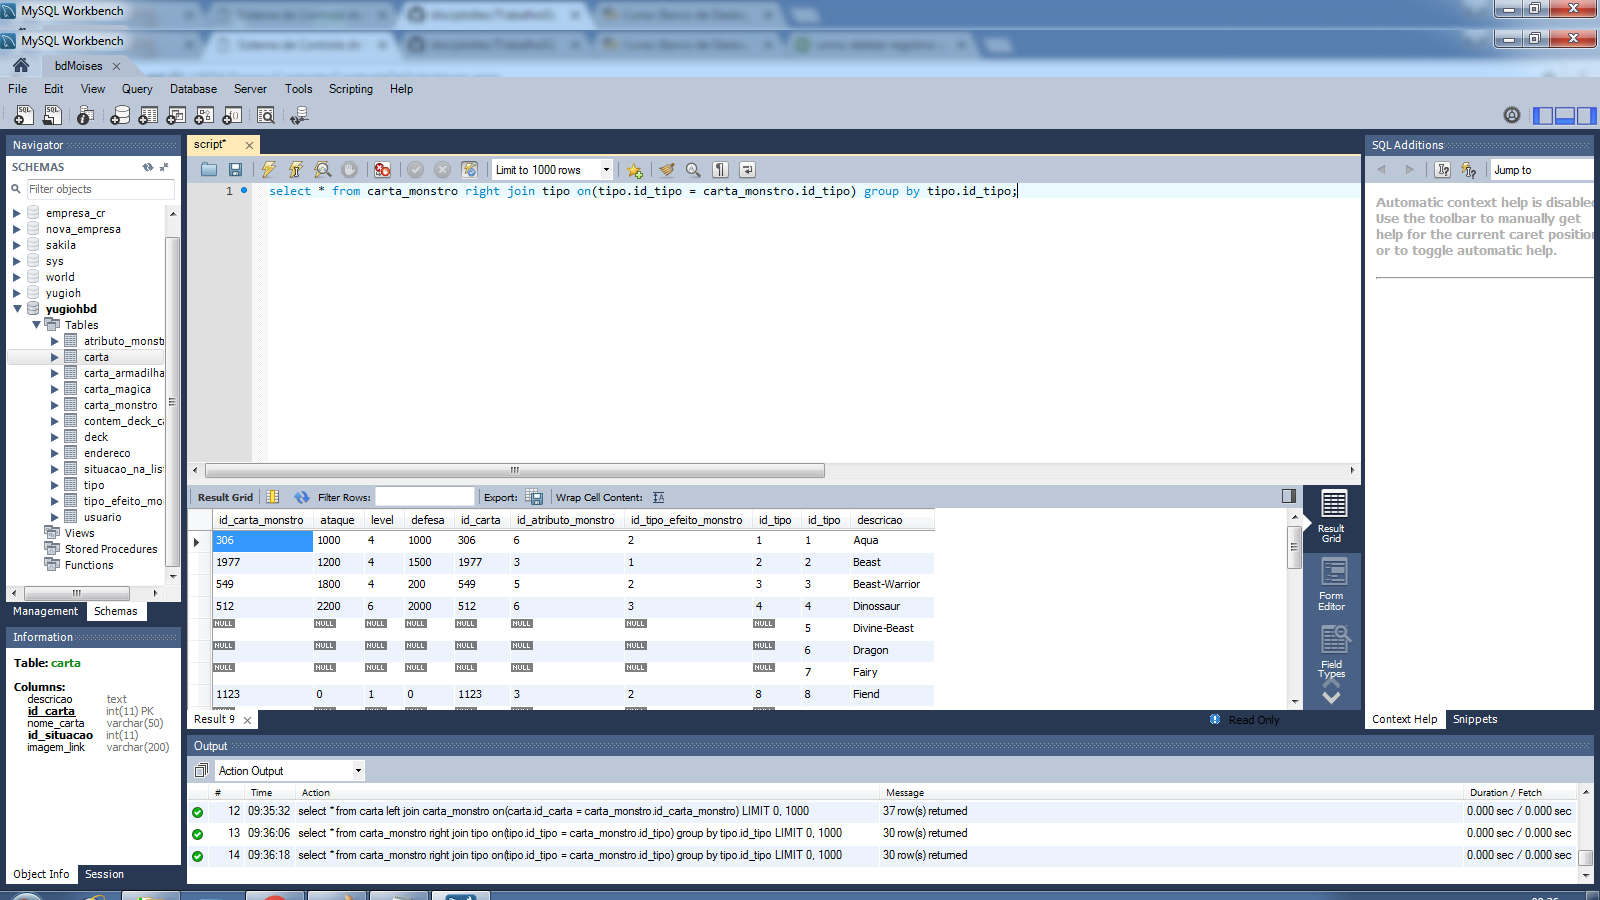 MySQL Workbench
MySQL Workbench
bdMoises
File Edit View Query Database Server Tools Scripting Help
Navigator
SCHEMAS
Filter objects
empresa_cr
nova_empresa
sakila
sys
world
yugioh
yugiohbd
Tables
atributo_monst
carta
carta_armadilha
carta_magica
carta_monstro
contem_deck_ca
deck
endereco
situacao_na_lis
tipo
tipo_efeito_mo
usuario
Views
Stored Procedures
Functions
Management Schemas
Information
Table: carta
Columns:
descricao text
id_carta int(11) PK
nome_carta varchar(50)
id_situacao int(11)
imagem_link varchar(200)
Object Info Session
script*
Limit to 1000 rows
1 select * from carta_monstro right join tipo on(tipo.id_tipo = carta_monstro.id_tipo) group by tipo.id_tipo;
Result Grid Filter Rows: Export: Wrap Cell Content:
id_carta_monstro ataque level defesa id_carta id_atributo_monstro id_tipo_efeito_monstro id_tipo id_tipo descricao
306 1000 4 1000 306 6 2 1 1 Aqua
1977 1200 4 1500 1977 3 1 2 2 Beast
549 1800 4 200 549 5 2 3 3 Beast-Warrior
512 2200 6 2000 512 6 3 4 4 Dinossaur
NULL NULL NULL NULL NULL NULL NULL NULL 5 Divine-Beast
NULL NULL NULL NULL NULL NULL NULL NULL 6 Dragon
NULL NULL NULL NULL NULL NULL NULL NULL 7 Fairy
1123 0 1 0 1123 3 2 8 8 Fiend
Result Grid
Form Editor
Field Types
Result 9
Read Only
SQL Additions
Jump to
Automatic context help is disabled
Use the toolbar to manually get
help for the current caret position
or to toggle automatic help.
Context Help Snippets
Output
Action Output
# Time Action Message Duration / Fetch
12 09:35:32 select * from carta left join carta_monstro on(carta.id_carta = carta_monstro.id_carta_monstro) LIMIT 0, 1000 37 row(s) returned 0.000 sec / 0.000 sec
13 09:36:06 select * from carta_monstro right join tipo on(tipo.id_tipo = carta_monstro.id_tipo) group by tipo.id_tipo LIMIT 0, 1000 30 row(s) returned 0.000 sec / 0.000 sec
14 09:36:18 select * from carta_monstro right join tipo on(tipo.id_tipo = carta_monstro.id_tipo) group by tipo.id_tipo LIMIT 0, 1000 30 row(s) returned 0.000 sec / 0.000 sec